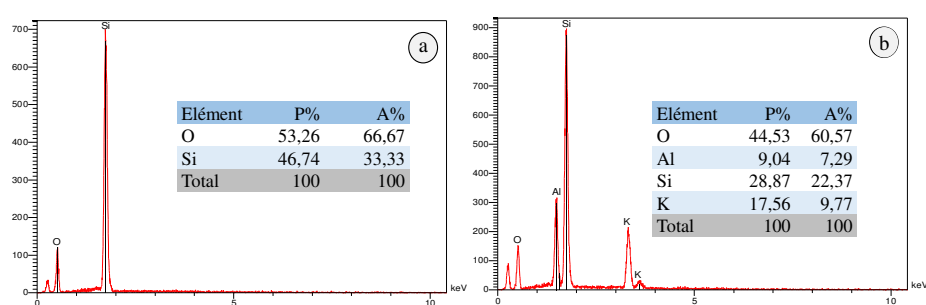 700
600
500
400
300
200
100
0
Si
O
a
Elément P% A%
O 53,26 66,67
Si 46,74 33,33
Total 100 100
0 5 10 keV
900
800
700
600
500
400
300
200
100
0
Si
Al
O
K
K
b
Elément P% A%
O 44,53 60,57
Al 9,04 7,29
Si 28,87 22,37
K 17,56 9,77
Total 100 100
0 5 10 keV